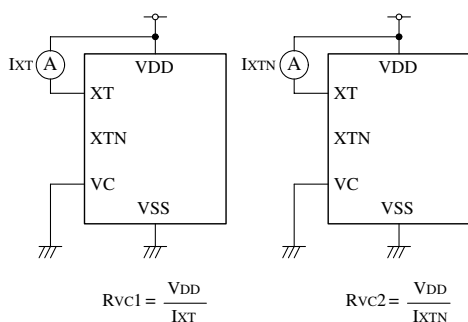 IXT A VDD
XT
XTN
VC
VSS
RVC1 = VDD / IXT
IXTN A VDD
XT
XTN
VC
VSS
RVC2 = VDD / IXTN